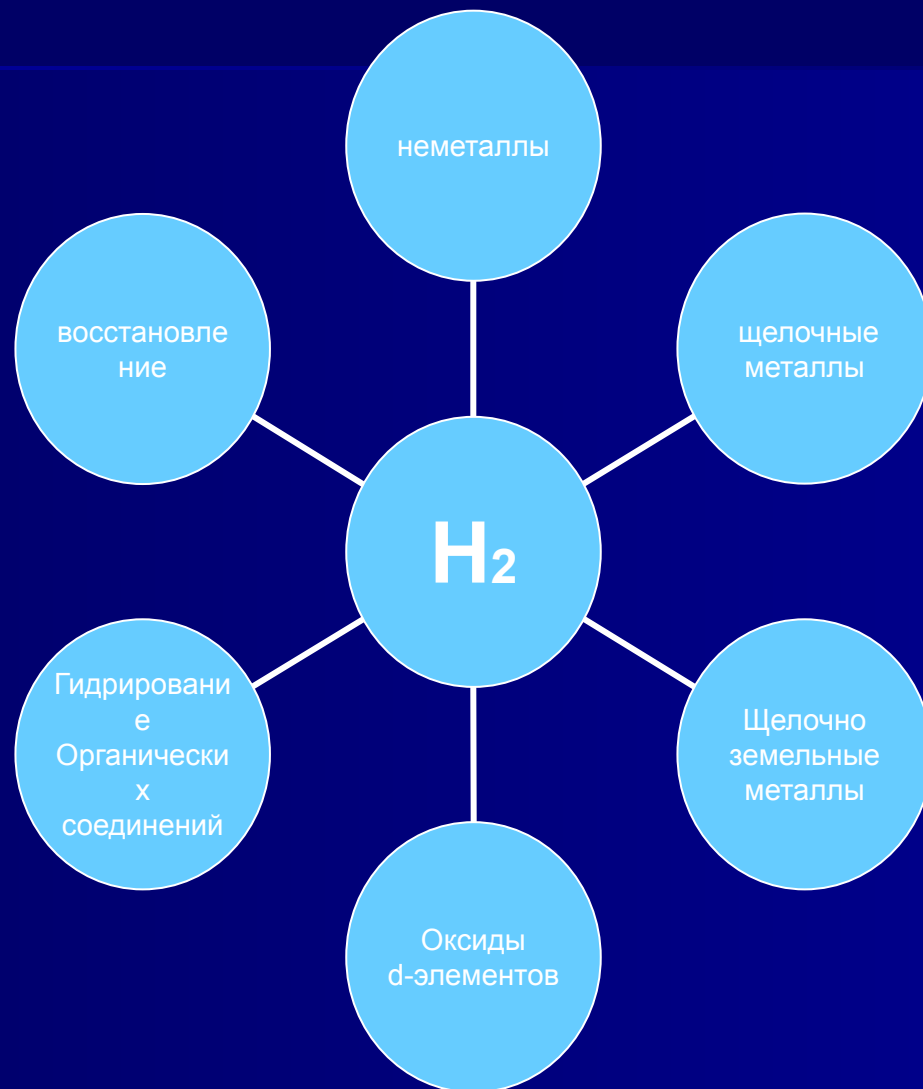 неметаллы
щелочные
металлы
Щелочно
земельные
металлы
Оксиды
d-элементов
Гидрировани
е
Органически
х
соединений
восстановле
ние
H₂